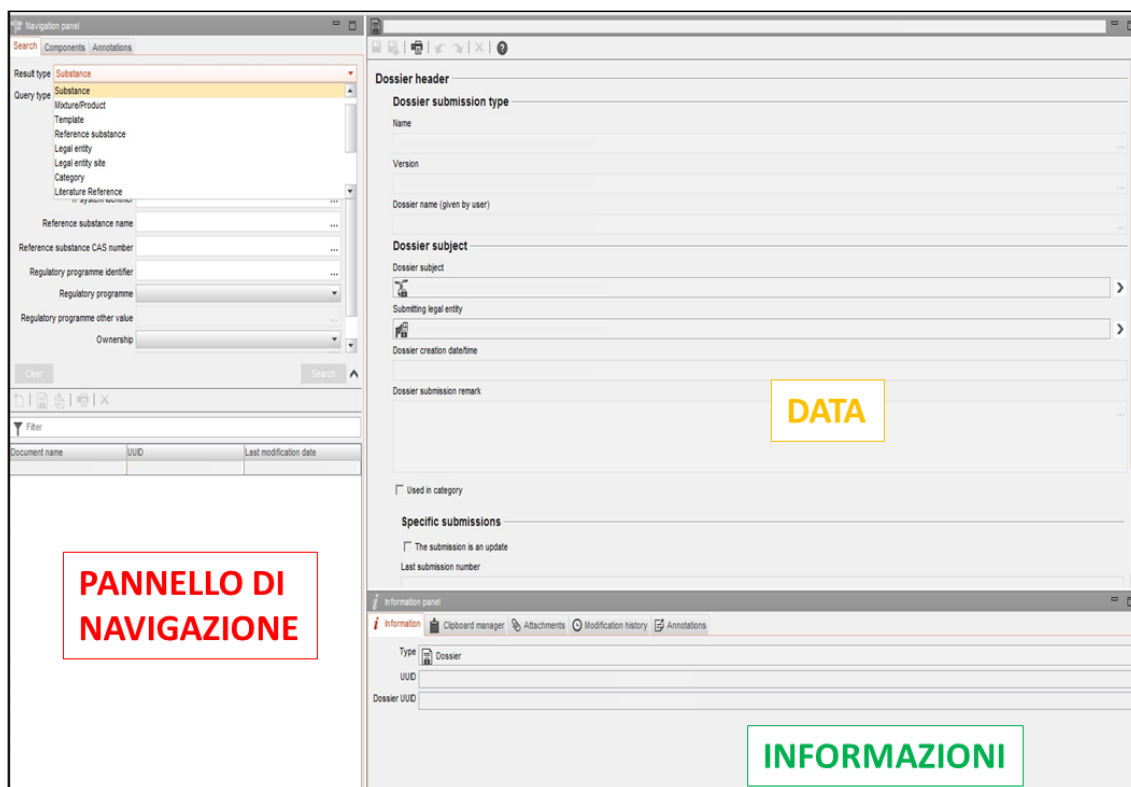 Navigation panel
Search Components Annotations
Result type Substance
Query type
Substance
Mixture/Product
Template
Reference substance
Legal entity
Legal entity site
Category
Literature Reference
IT system identifier
Reference substance name
Reference substance CAS number
Regulatory programme identifier
Regulatory programme
Regulatory programme other value
Ownership
Clear Search
Filter
Document name UUID Last modification date
PANNELLO DI
NAVIGAZIONE
Dossier header
Dossier submission type
Name
Version
Dossier name (given by user)
Dossier subject
Dossier subject
Submitting legal entity
Dossier creation date/time
Dossier submission remark
DATA
Used in category
Specific submissions
The submission is an update
Last submission number
Information panel
Information Clipboard manager Attachments Modification history Annotations
Type Dossier
UUID
Dossier UUID
INFORMAZIONI